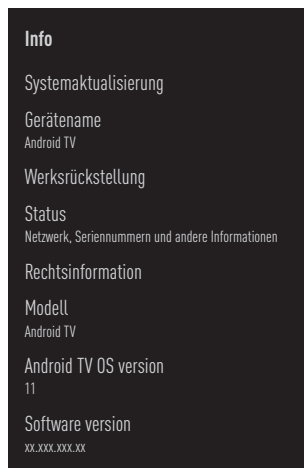 Info
Systemaktualisierung
Gerätename
Android TV
Werksrückstellung
Status
Netzwerk, Seriennummern und andere Informationen
Rechtsinformation
Modell
Android TV
Android TV OS version
11
Software version
xx.xxx.xxx.xx